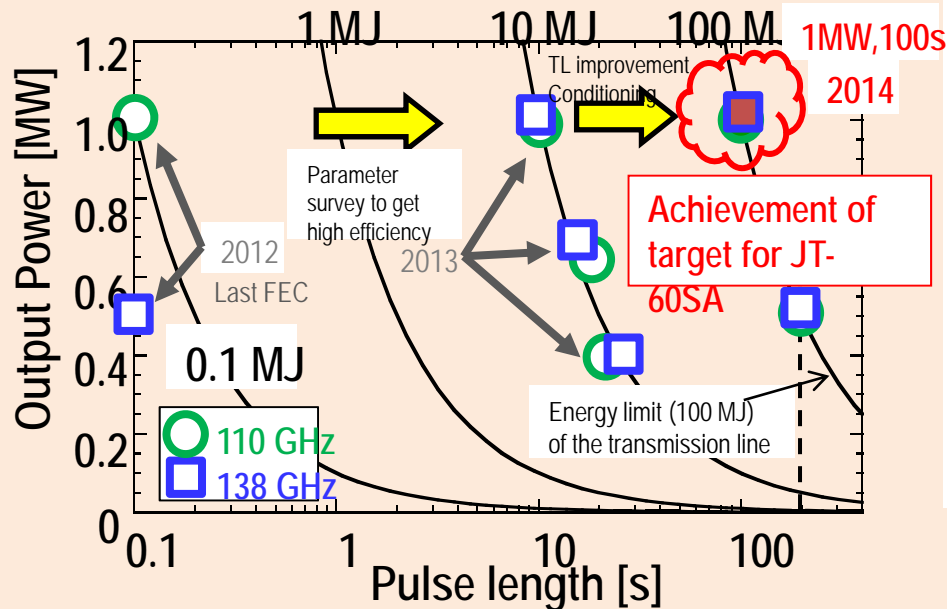 1 MJ
10 MJ
100 M
1MW,100s
2014
TL improvement
Conditioning
Parameter
survey to get
high efficiency
2012
Last FEC
2013
Achievement of
target for JT-
60SA
0.1 MJ
Energy limit (100 MJ)
of the transmission line
110 GHz
138 GHz
Output Power [MW]
1.2
1.0
0.8
0.6
0.4
0.2
0
0.1
1
10
100
Pulse length [s]